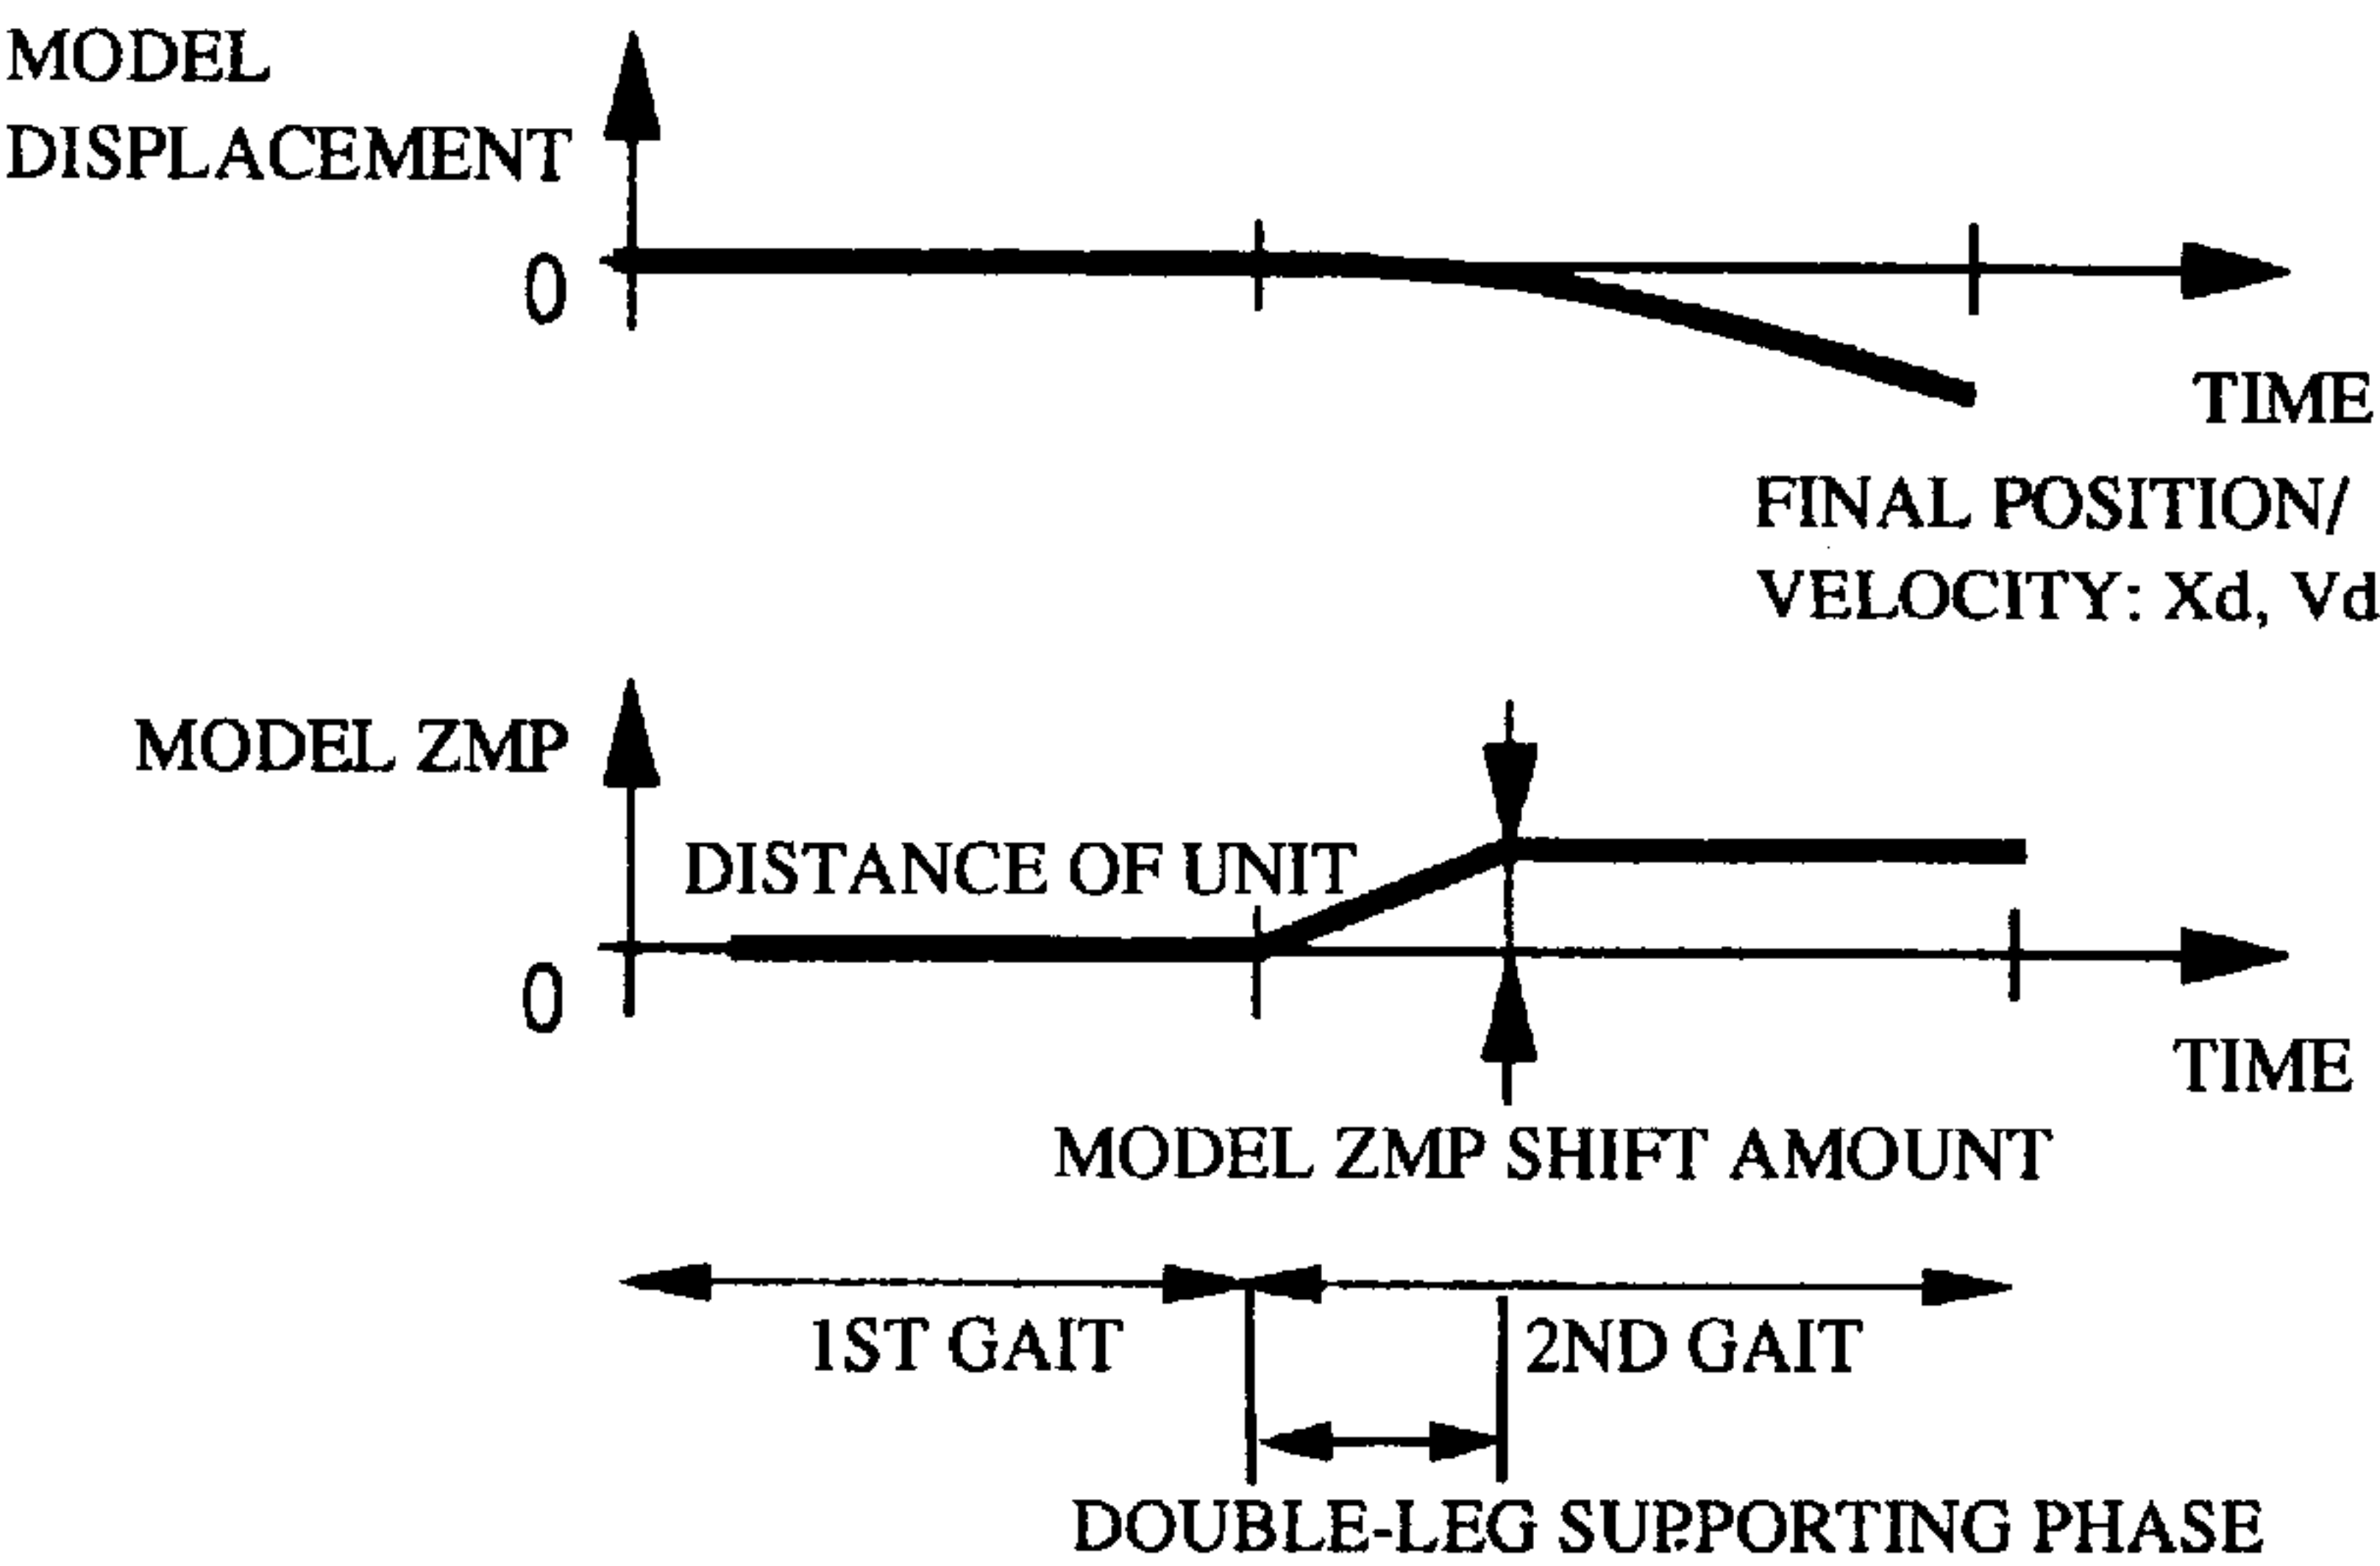 MODEL
DISPLACEMENT
0
TIME
FINAL POSITION/
VELOCITY: Xd, Vd
MODEL ZMP
DISTANCE OF UNIT
0
TIME
MODEL ZMP SHIFT AMOUNT
1ST GAIT
2ND GAIT
DOUBLE-LEG SUPPORTING PHASE